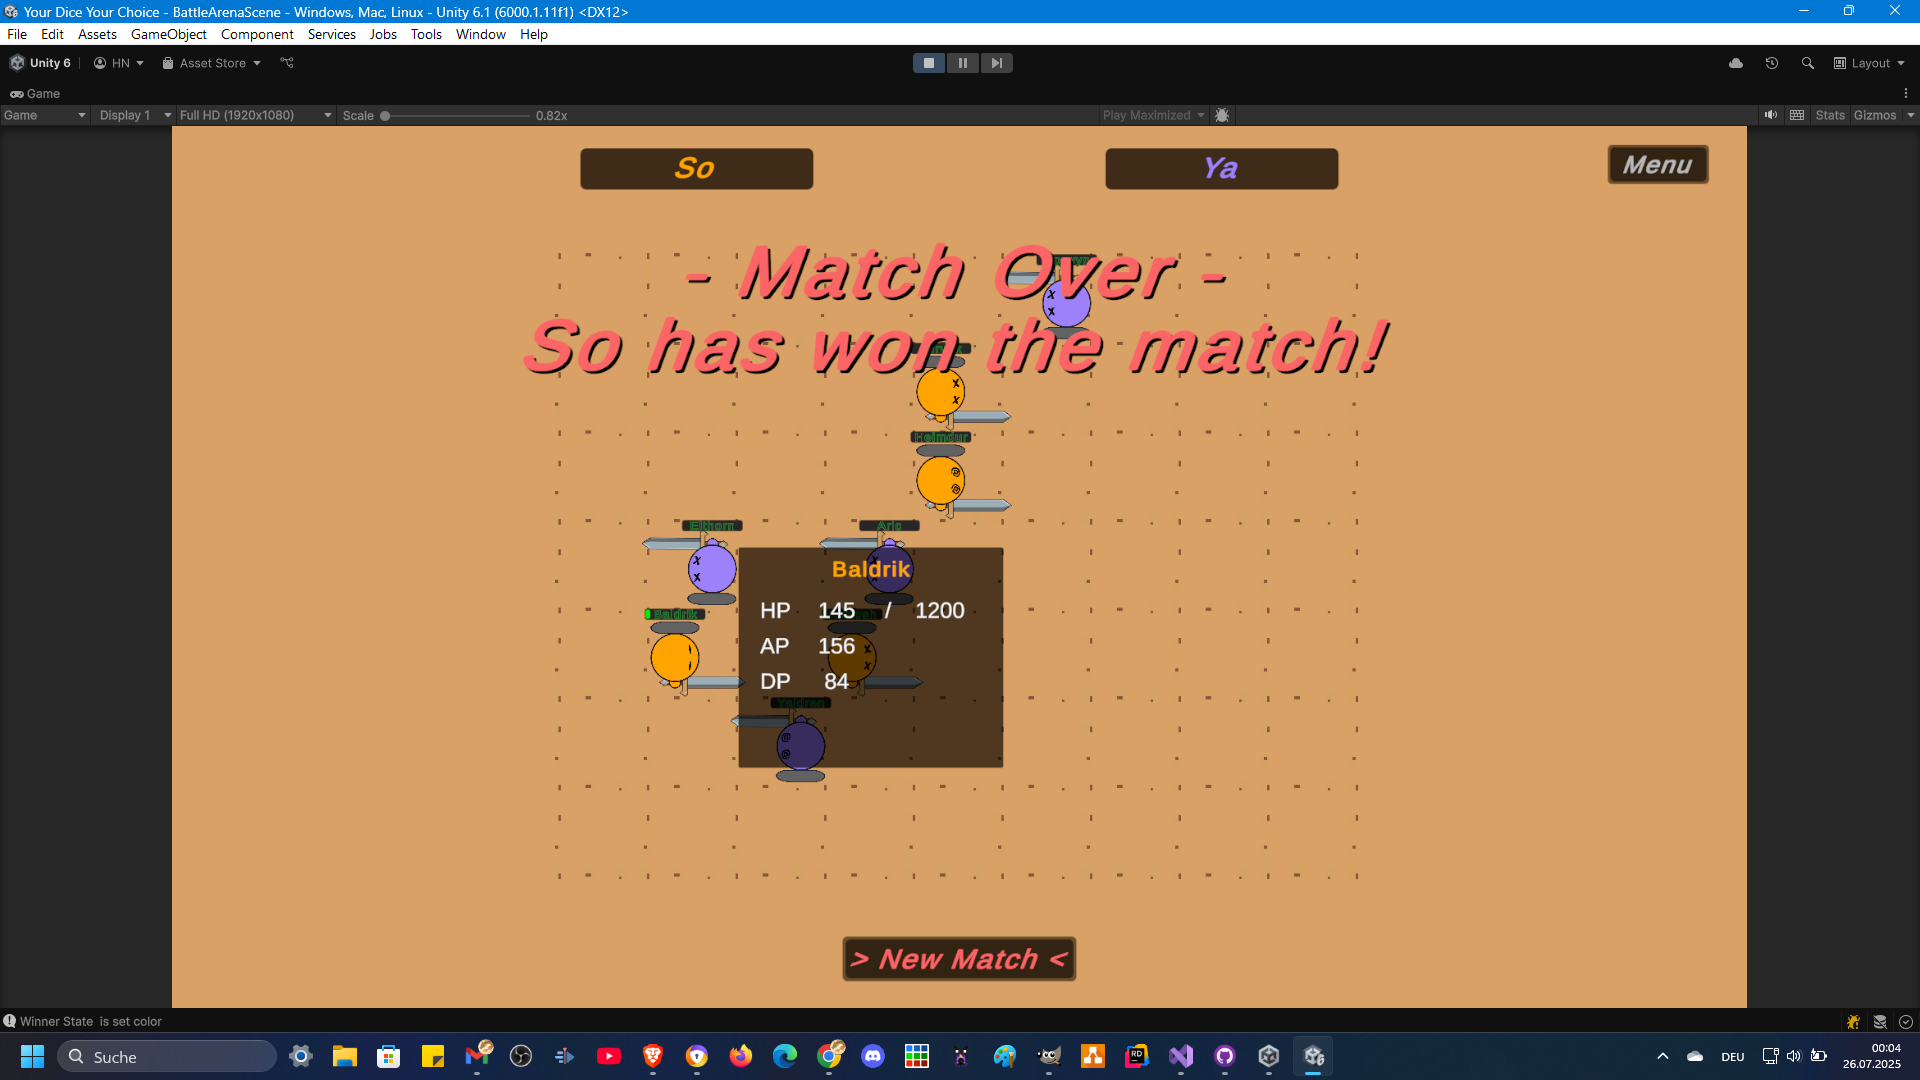 Your Dice Your Choice - BattleArenaScene - Windows, Mac, Linux - Unity 6.1 (6000.1.11f1) <DX12>
File Edit Assets GameObject Component Services Jobs Tools Window Help
Unity 6 HN Asset Store Layout
Game
Game Display 1 Full HD (1920x1080) Scale 0.82x Play Maximized Stats Gizmos
So Ya Menu
- Match Over -
So has won the match!
Helmour
Elthorn Aric
Baldrik
HP 145 / 1200
Baldrik
AP 156
DP 84
> New Match <
Winner State is set color
Suche DEU 00:04
26.07.2025